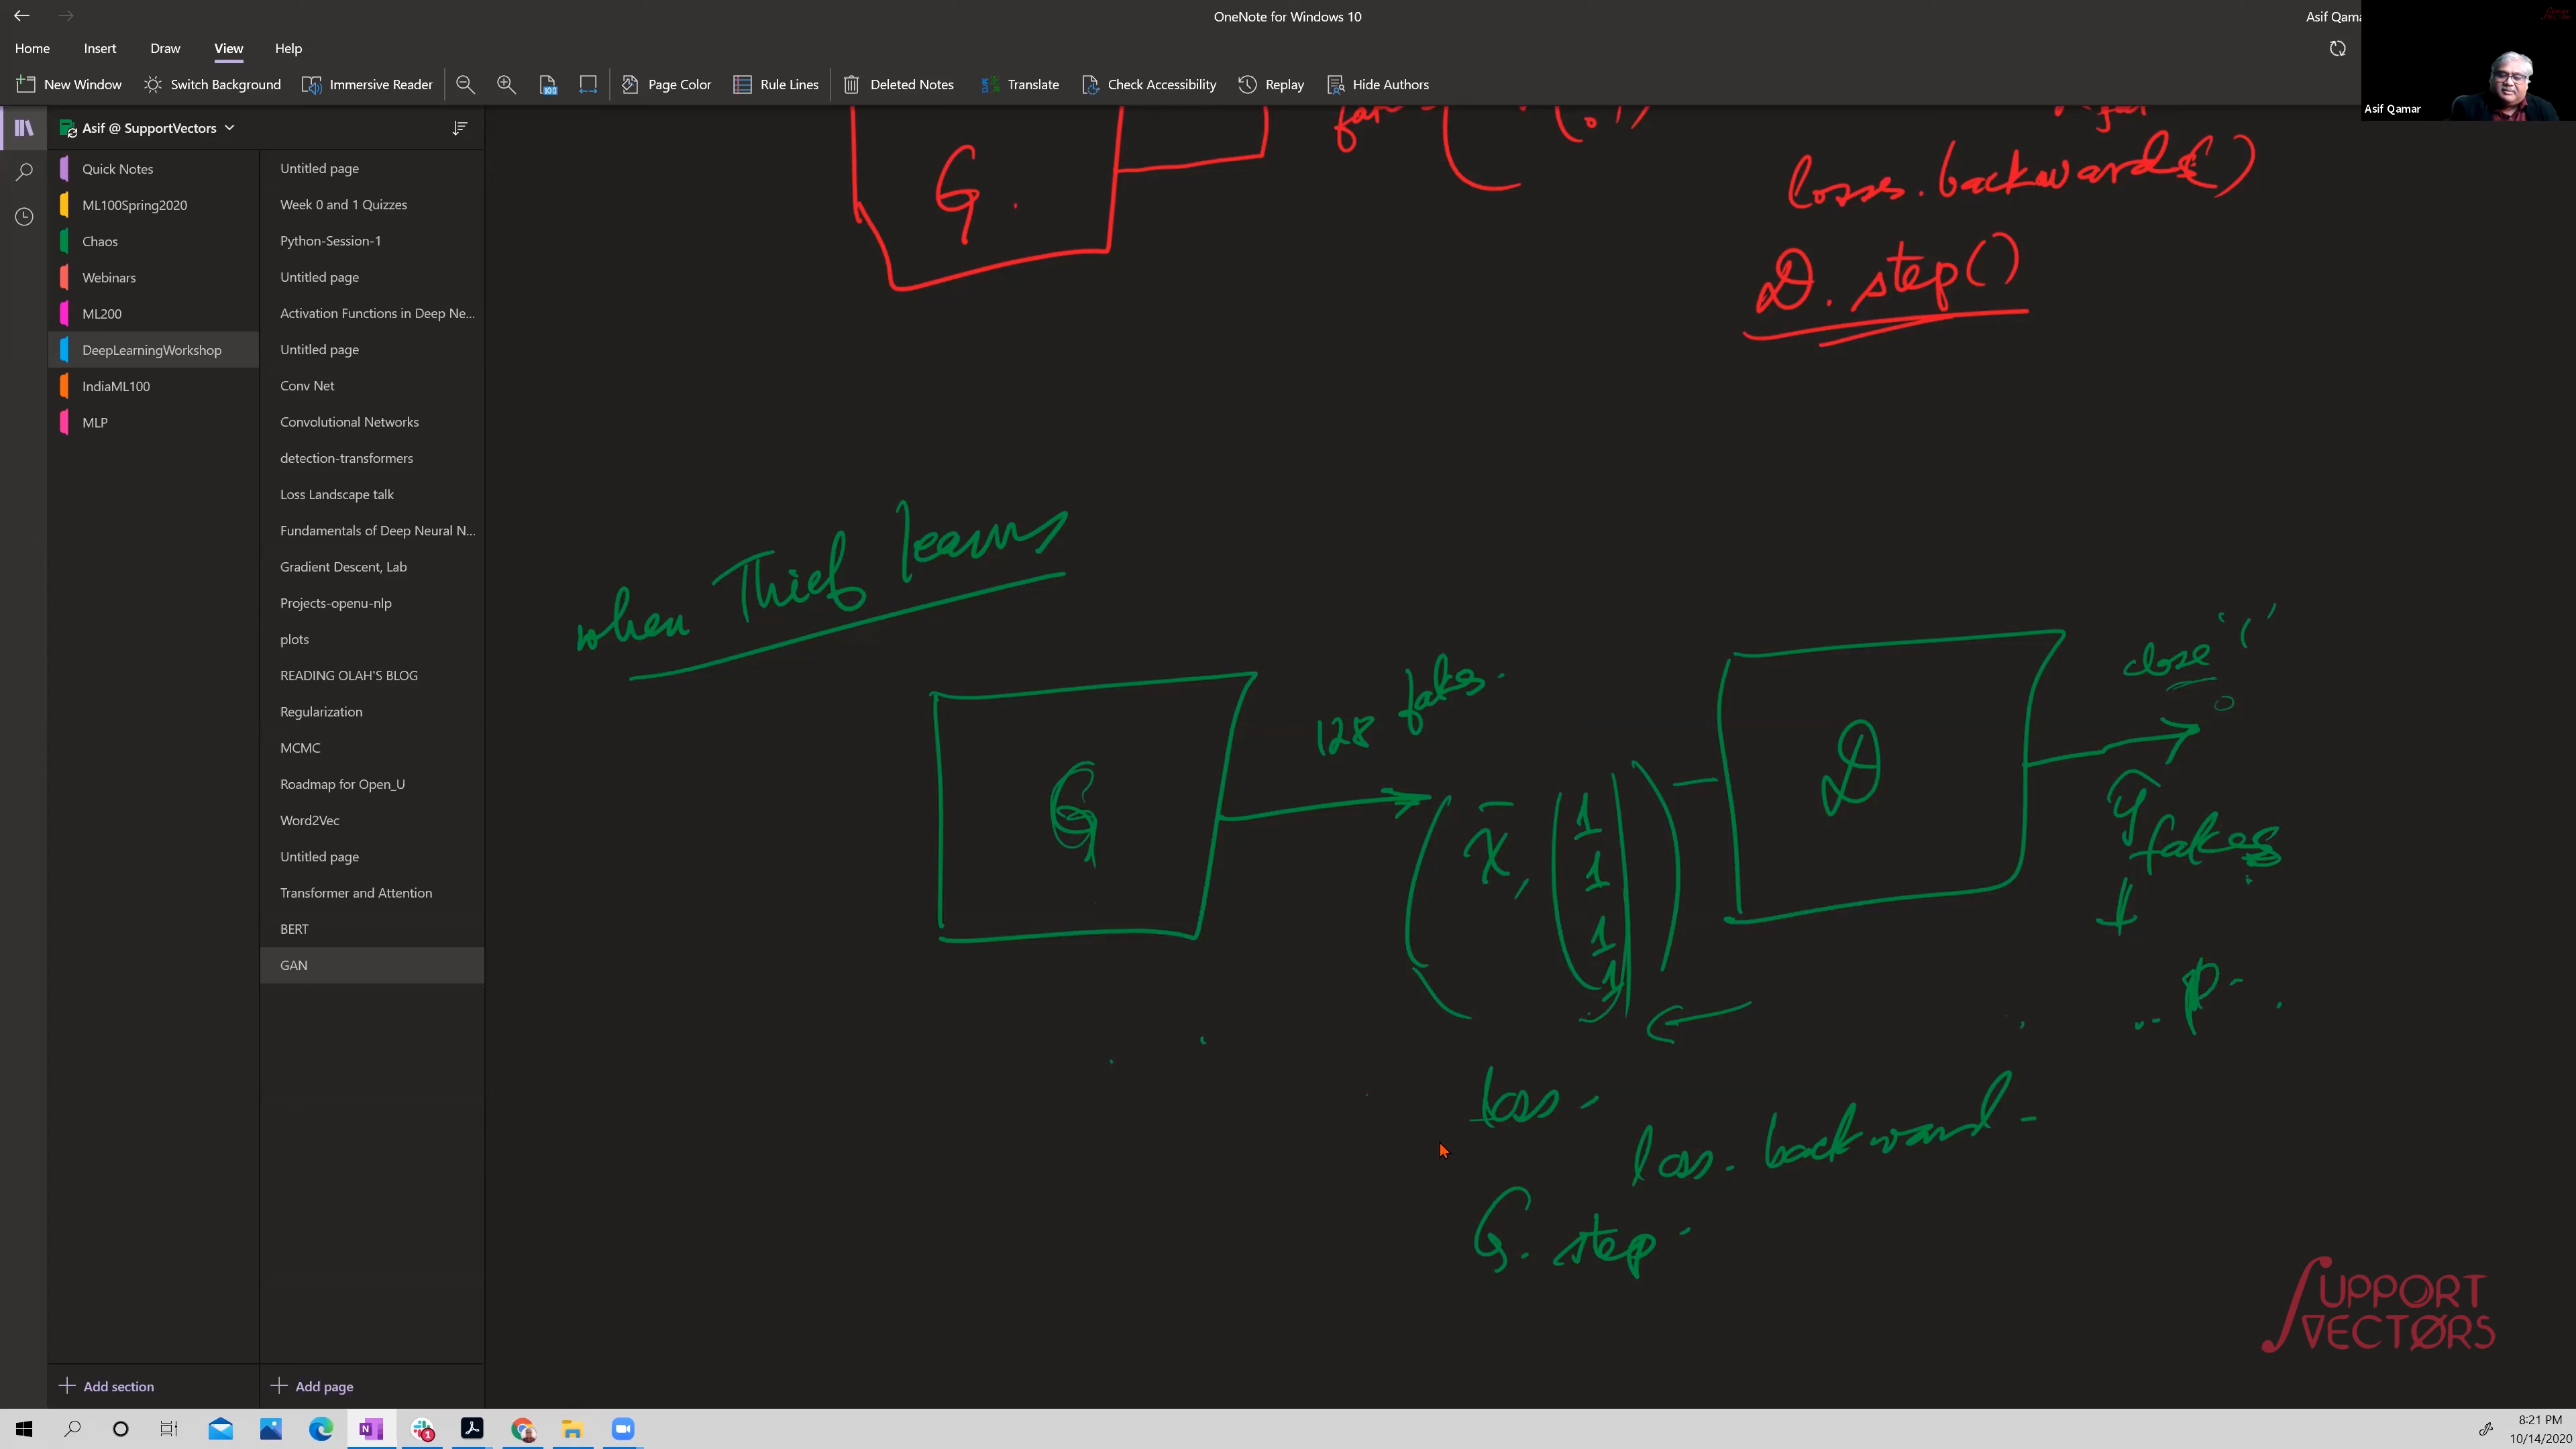 OneNote for Windows 10
Asif Qama
Home Insert Draw View Help
New Window Switch Background Immersive Reader 100 Page Color Rule Lines Deleted Notes Translate Check Accessibility Replay Hide Authors
Asif Qamar
Asif @ SupportVectors
Quick Notes
ML100Spring2020
Chaos
Webinars
ML200
DeepLearningWorkshop
IndiaML100
MLP
Add section
Untitled page
Week 0 and 1 Quizzes
Python-Session-1
Untitled page
Activation Functions in Deep Ne...
Untitled page
Conv Net
Convolutional Networks
detection-transformers
Loss Landscape talk
Fundamentals of Deep Neural N...
Gradient Descent, Lab
Projects-openu-nlp
plots
READING OLAH'S BLOG
Regularization
MCMC
Roadmap for Open_U
Word2Vec
Untitled page
Transformer and Attention
BERT
GAN
Add page
G.
losses.backward()
D.step()
when Thief learns
G
128 fakes.
x̄, (1 1 1 1)
D
close '1'
0
ŷ fakes
p
loss
loss.backward
G.step
SUPPORT
VECTORS
1
8:21 PM
10/14/2020